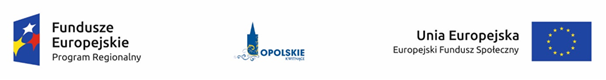 Fundusze
Europejskie
Program Regionalny
OPOLSKIE
Unia Europejska
Europejski Fundusz Społeczny